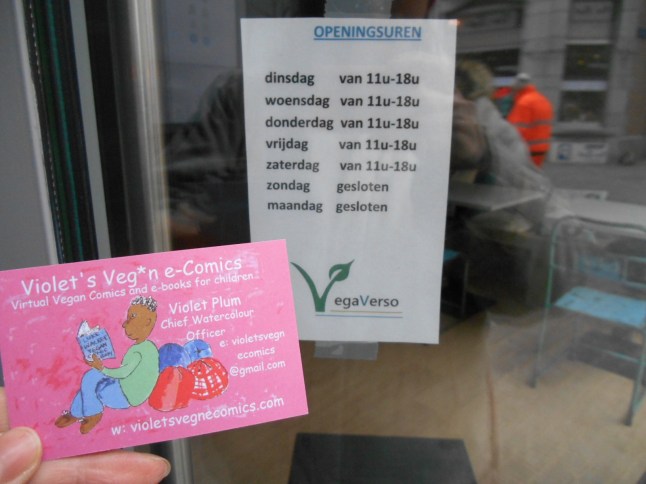 OPENINGSUREN
dinsdag van 11u-18u
woensdag van 11u-18u
donderdag van 11u-18u
vrijdag van 11u-18u
zaterdag van 11u-18u
zondag gesloten
maandag gesloten
VegaVerso
Violet's Veg*n e-Comics
Virtual Vegan Comics and e-books for children
Violet Plum
Chief Watercolour
Officer
e: violetsvegn
ecomics
@gmail.com
w: violetsvegnecomics.com